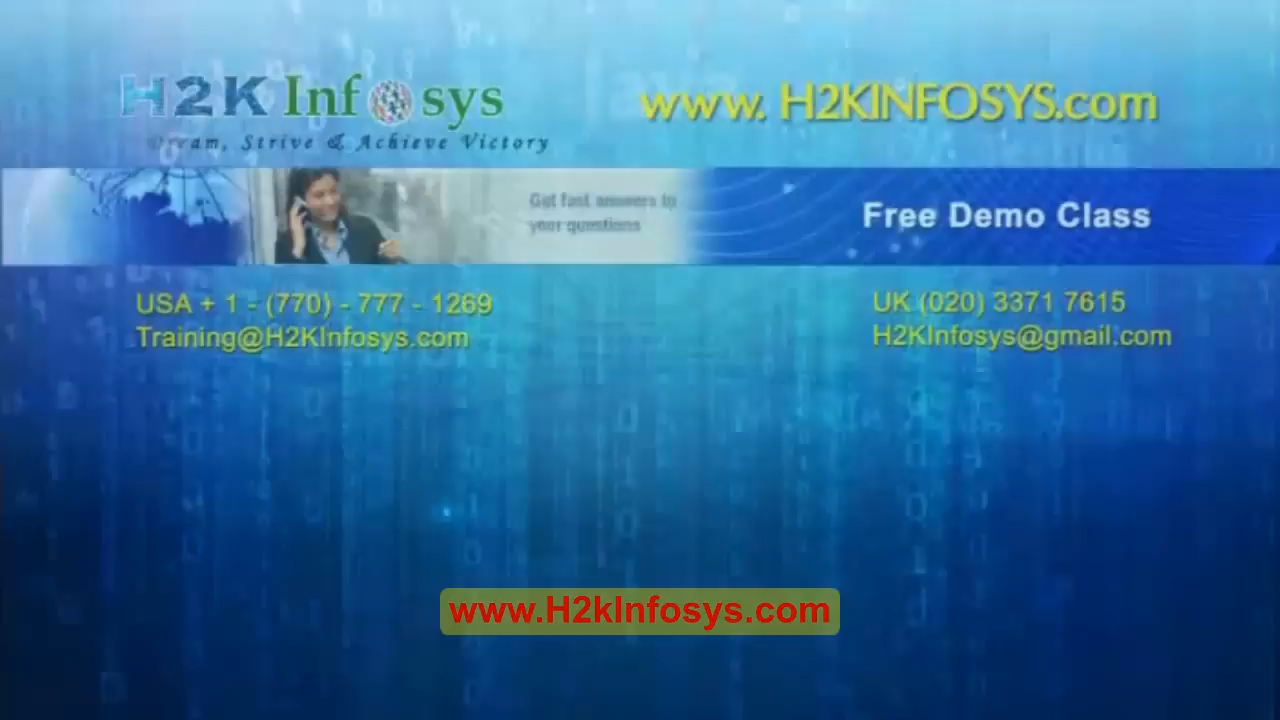 H2K Infosys
Dream, Strive & Achieve Victory
www. H2KINFOSYS.com
Get fast answers to
your questions
Free Demo Class
USA + 1 - (770) - 777 - 1269
Training@H2KInfosys.com
UK (020) 3371 7615
H2KInfosys@gmail.com
www.H2kInfosys.com